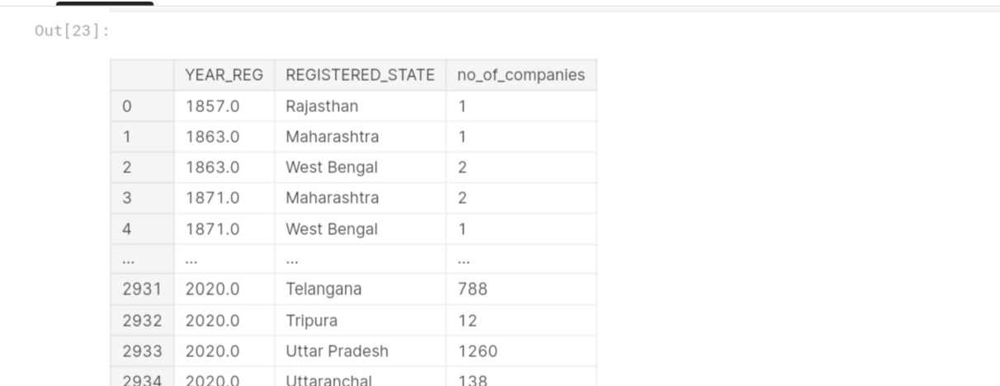 Out[23]:
YEAR_REG REGISTERED_STATE no_of_companies
0 1857.0 Rajasthan 1
1 1863.0 Maharashtra 1
2 1863.0 West Bengal 2
3 1871.0 Maharashtra 2
4 1871.0 West Bengal 1
... ... ... ...
2931 2020.0 Telangana 788
2932 2020.0 Tripura 12
2933 2020.0 Uttar Pradesh 1260
2934 2020.0 Uttaranchal 138